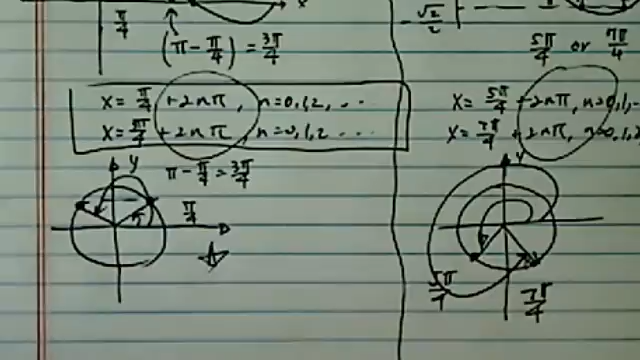 π/4
x
(π - π/4) = 3π/4
x = π/4 + 2nπ, n=0,1,2, ...
x = 3π/4 + 2nπ, n=0,1,2 ...
y
π - π/4 = 3π/4
π/4
-√2/2
5π/4 or 7π/4
x = 5π/4 + 2nπ, n=0,1,..
x = 7π/4 + 2nπ, n=0,1,2
y
5π/4
7π/4